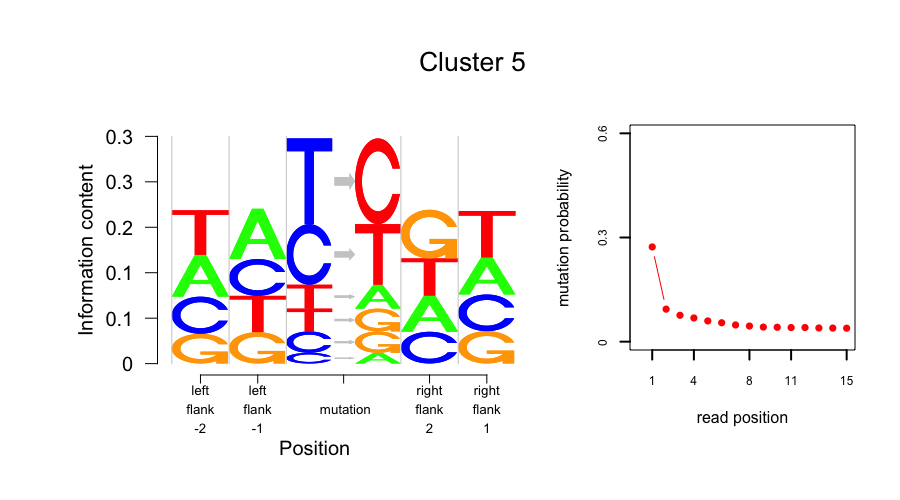 Cluster 5
Information content
0.3
0.3
0.2
0.1
0.1
0
T
A
C
G
A
C
T
G
T
C
T
T
C
C
C
T
A
G
G
A
G
T
A
C
T
A
C
G
left
flank
-2
left
flank
-1
mutation
right
flank
2
right
flank
1
Position
mutation probability
0.6
0.3
0
1
4
8
11
15
read position